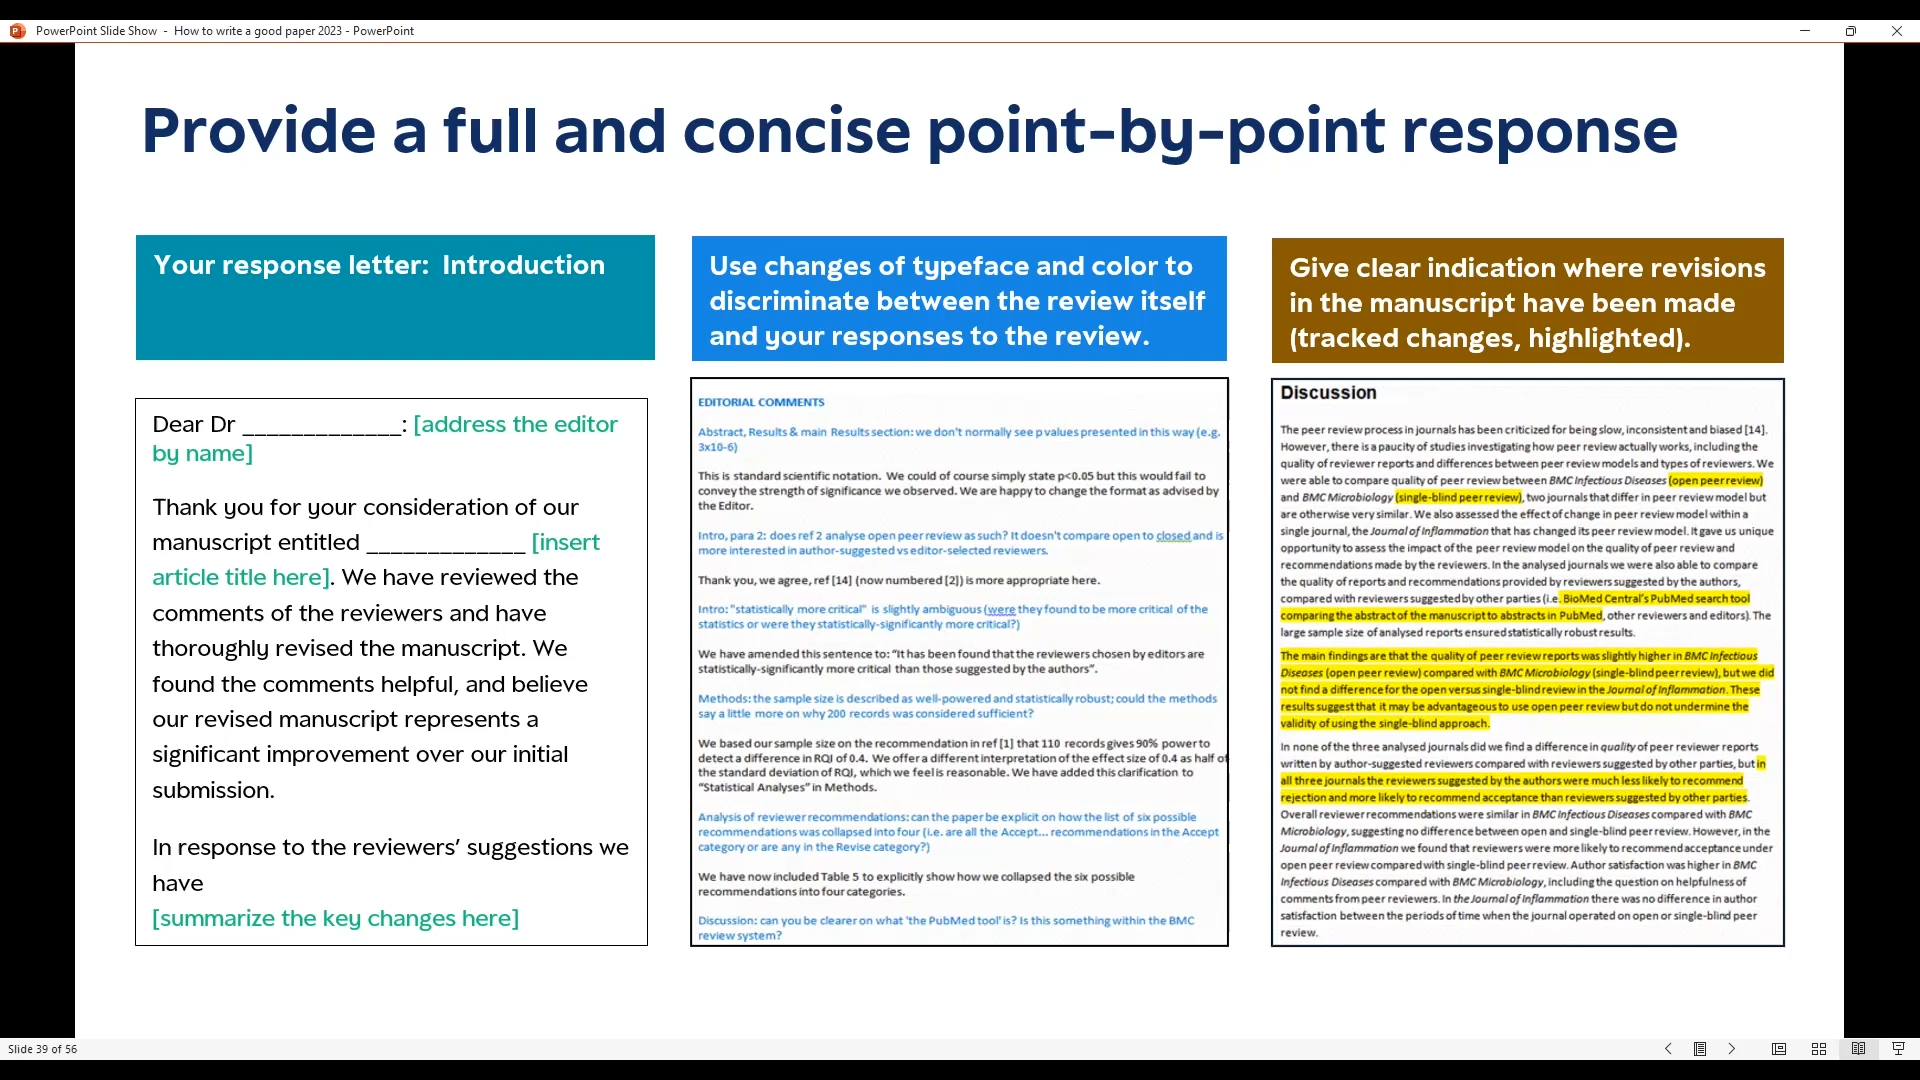 PowerPoint Slide Show - How to write a good paper 2023 - PowerPoint
Provide a full and concise point-by-point response
Your response letter: Introduction
Dear Dr _____________: [address the editor
by name]
Thank you for your consideration of our
manuscript entitled _____________ [insert
article title here]. We have reviewed the
comments of the reviewers and have
thoroughly revised the manuscript. We
found the comments helpful, and believe
our revised manuscript represents a
significant improvement over our initial
submission.
In response to the reviewers’ suggestions we
have
[summarize the key changes here]
Use changes of typeface and color to
discriminate between the review itself
and your responses to the review.
EDITORIAL COMMENTS
Abstract, Results & main Results section: we don't normally see p values presented in this way (e.g.
3x10-6)
This is standard scientific notation. We could of course simply state p<0.05 but this would fail to
convey the strength of significance we observed. We are happy to change the format as advised by
the Editor.
Intro, para 2: does ref 2 analyse open peer review as such? It doesn't compare open to closed and is
more interested in author-suggested vs editor-selected reviewers.
Thank you, we agree, ref [14] (now numbered [2]) is more appropriate here.
Intro: "statistically more critical" is slightly ambiguous (were they found to be more critical of the
statistics or were they statistically-significantly more critical?)
We have amended this sentence to: “It has been found that the reviewers chosen by editors are
statistically-significantly more critical than those suggested by the authors”.
Methods: the sample size is described as well-powered and statistically robust; could the methods
say a little more on why 200 records was considered sufficient?
We based our sample size on the recommendation in ref [1] that 110 records gives 90% power to
detect a difference in RQI of 0.4. We offer a different interpretation of the effect size of 0.4 as half of
the standard deviation of RQI, which we feel is reasonable. We have added this clarification to
“Statistical Analyses” in Methods.
Analysis of reviewer recommendations: can the paper be explicit on how the list of six possible
recommendations was collapsed into four (i.e. are all the Accept... recommendations in the Accept
category or are any in the Revise category?)
We have now included Table 5 to explicitly show how we collapsed the six possible
recommendations into four categories.
Discussion: can you be clearer on what 'the PubMed tool' is? Is this something within the BMC
review system?
Give clear indication where revisions
in the manuscript have been made
(tracked changes, highlighted).
Discussion
The peer review process in journals has been criticized for being slow, inconsistent and biased [14].
However, there is a paucity of studies investigating how peer review actually works, including the
quality of reviewer reports and differences between peer review models and types of reviewers. We
were able to compare quality of peer review between BMC Infectious Diseases (open peer review)
and BMC Microbiology (single-blind peer review), two journals that differ in peer review model but
are otherwise very similar. We also assessed the effect of change in peer review model within a
single journal, the Journal of Inflammation that has changed its peer review model. It gave us unique
opportunity to assess the impact of the peer review model on the quality of peer review and
recommendations made by the reviewers. In the analysed journals we were also able to compare
the quality of reports and recommendations provided by reviewers suggested by the authors,
compared with reviewers suggested by other parties (i.e. BioMed Central's PubMed search tool
comparing the abstract of the manuscript to abstracts in PubMed, other reviewers and editors). The
large sample size of analysed reports ensured statistically robust results.
The main findings are that the quality of peer review reports was slightly higher in BMC Infectious
Diseases (open peer review) compared with BMC Microbiology (single-blind peer review), but we did
not find a difference for the open versus single-blind review in the Journal of Inflammation. These
results suggest that it may be advantageous to use open peer review but do not undermine the
validity of using the single-blind approach.
In none of the three analysed journals did we find a difference in quality of peer reviewer reports
written by author-suggested reviewers compared with reviewers suggested by other parties, but in
all three journals the reviewers suggested by the authors were much less likely to recommend
rejection and more likely to recommend acceptance than reviewers suggested by other parties.
Overall reviewer recommendations were similar in BMC Infectious Diseases compared with BMC
Microbiology, suggesting no difference between open and single-blind peer review. However, in the
Journal of Inflammation we found that reviewers were more likely to recommend acceptance under
open peer review compared with single-blind peer review. Author satisfaction was higher in BMC
Infectious Diseases compared with BMC Microbiology, including the question on helpfulness of
comments from peer reviewers. In the Journal of Inflammation there was no difference in author
satisfaction between the periods of time when the journal operated on open or single-blind peer
review.
Slide 39 of 56